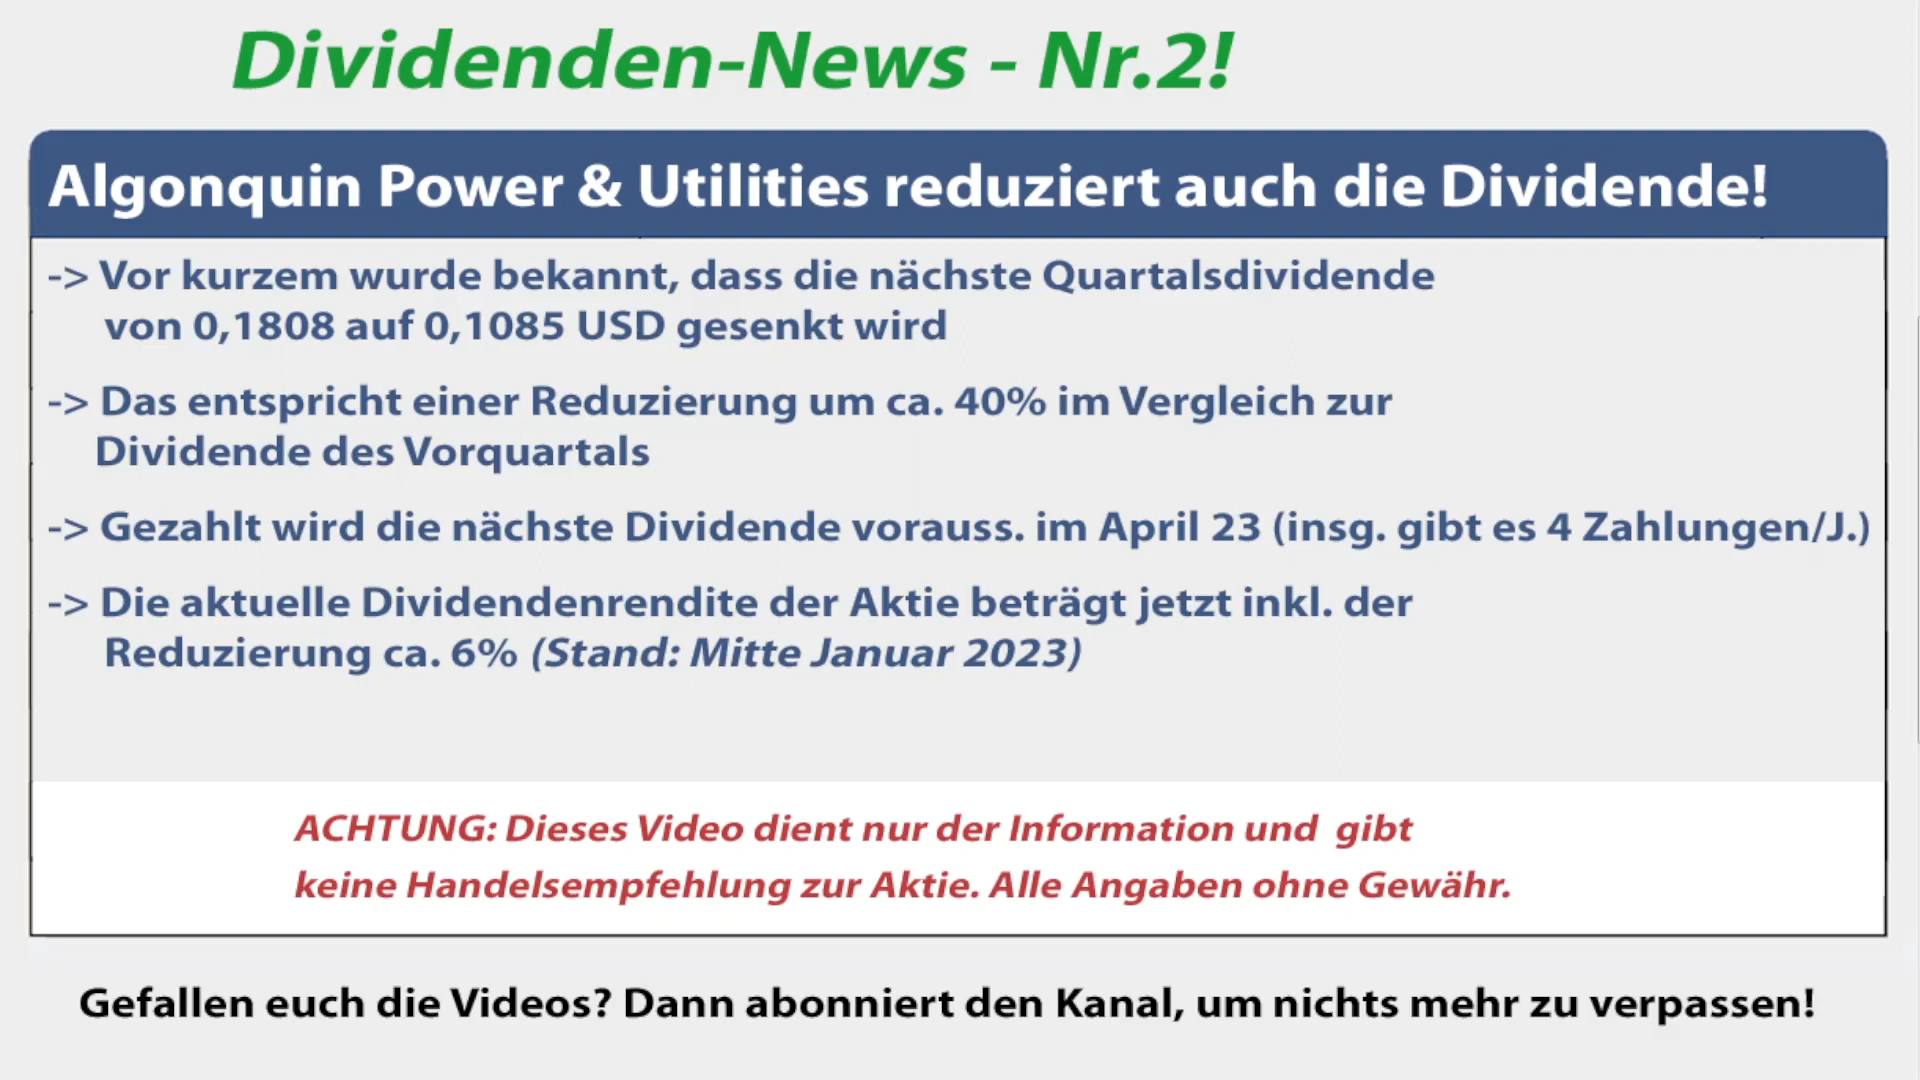 Dividenden-News - Nr.2!
Algonquin Power & Utilities reduziert auch die Dividende!
-> Vor kurzem wurde bekannt, dass die nächste Quartalsdividende
von 0,1808 auf 0,1085 USD gesenkt wird
-> Das entspricht einer Reduzierung um ca. 40% im Vergleich zur
Dividende des Vorquartals
-> Gezahlt wird die nächste Dividende vorauss. im April 23 (insg. gibt es 4 Zahlungen/J.)
-> Die aktuelle Dividendenrendite der Aktie beträgt jetzt inkl. der
Reduzierung ca. 6% (Stand: Mitte Januar 2023)
ACHTUNG: Dieses Video dient nur der Information und gibt
keine Handelsempfehlung zur Aktie. Alle Angaben ohne Gewähr.
Gefallen euch die Videos? Dann abonniert den Kanal, um nichts mehr zu verpassen!